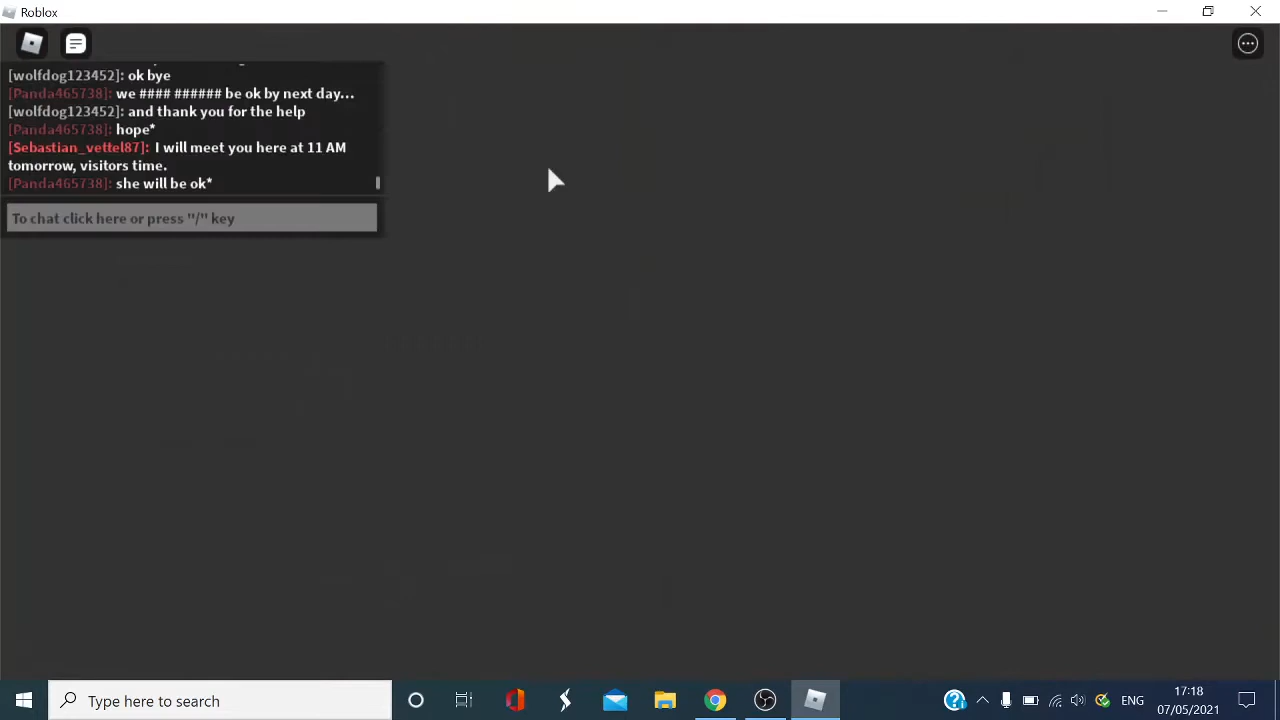 Roblox
[wolfdog123452]: ok bye
[Panda465738]: we #### ###### be ok by next day...
[wolfdog123452]: and thank you for the help
[Panda465738]: hope*
[Sebastian_vettel87]: I will meet you here at 11 AM
tomorrow, visitors time.
[Panda465738]: she will be ok*
To chat click here or press "/" key
Type here to search
ENG
17:18
07/05/2021